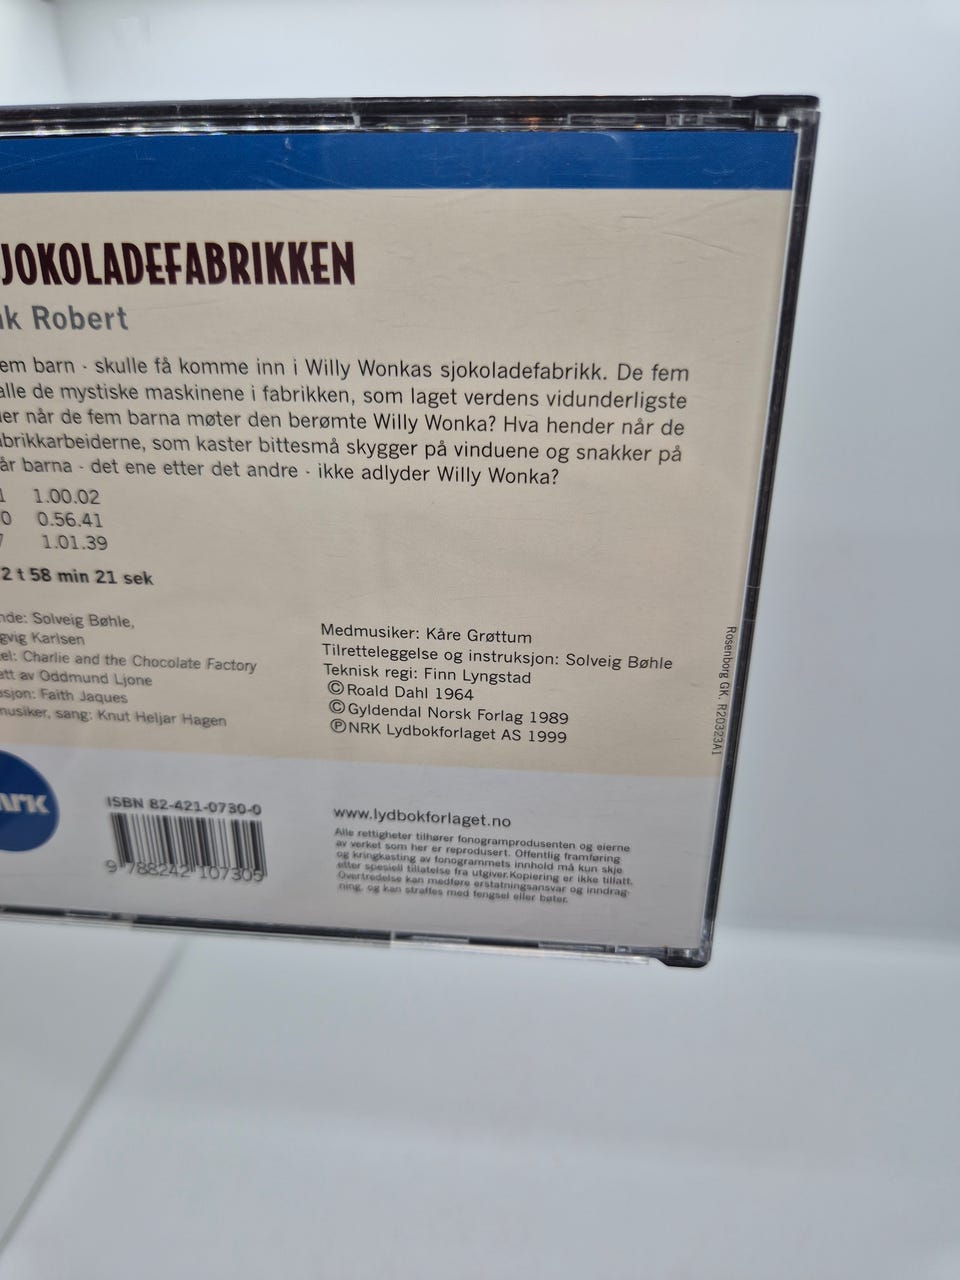 JOKOLADEFABRIKKEN
k Robert
em barn - skulle få komme inn i Willy Wonkas sjokoladefabrikk. De fem
alle de mystiske maskinene i fabrikken, som laget verdens vidunderligste
er når de fem barna møter den berømte Willy Wonka? Hva hender når de
abrikkarbeiderne, som kaster bittesmå skygger på vinduene og snakker på
år barna - det ene etter det andre - ikke adlyder Willy Wonka?
1 1.00.02
0 0.56.41
7 1.01.39
2 t 58 min 21 sek
nde: Solveig Bøhle,
gvig Karlsen
el: Charlie and the Chocolate Factory
ett av Oddmund Ljone
sjon: Faith Jaques
musiker, sang: Knut Heljar Hagen
Medmusiker: Kåre Grøttum
Tilretteleggelse og instruksjon: Solveig Bøhle
Teknisk regi: Finn Lyngstad
©Roald Dahl 1964
©Gyldendal Norsk Forlag 1989
℗NRK Lydbokforlaget AS 1999
Rosenborg GK. R20323A1
NRK
ISBN 82-421-0730-0
9 788242 107305
www.lydbokforlaget.no
Alle rettigheter tilhører fonogramprodusenten og eierne
av verket som her er reprodusert. Offentlig framføring
og kringkasting av fonogrammets innhold må kun skje
etter spesiell tillatelse fra utgiver.Kopiering er ikke tillatt.
Overtredelse kan medføre erstatningsansvar og inndrag-
ning, og kan straffes med fengsel eller bøter.